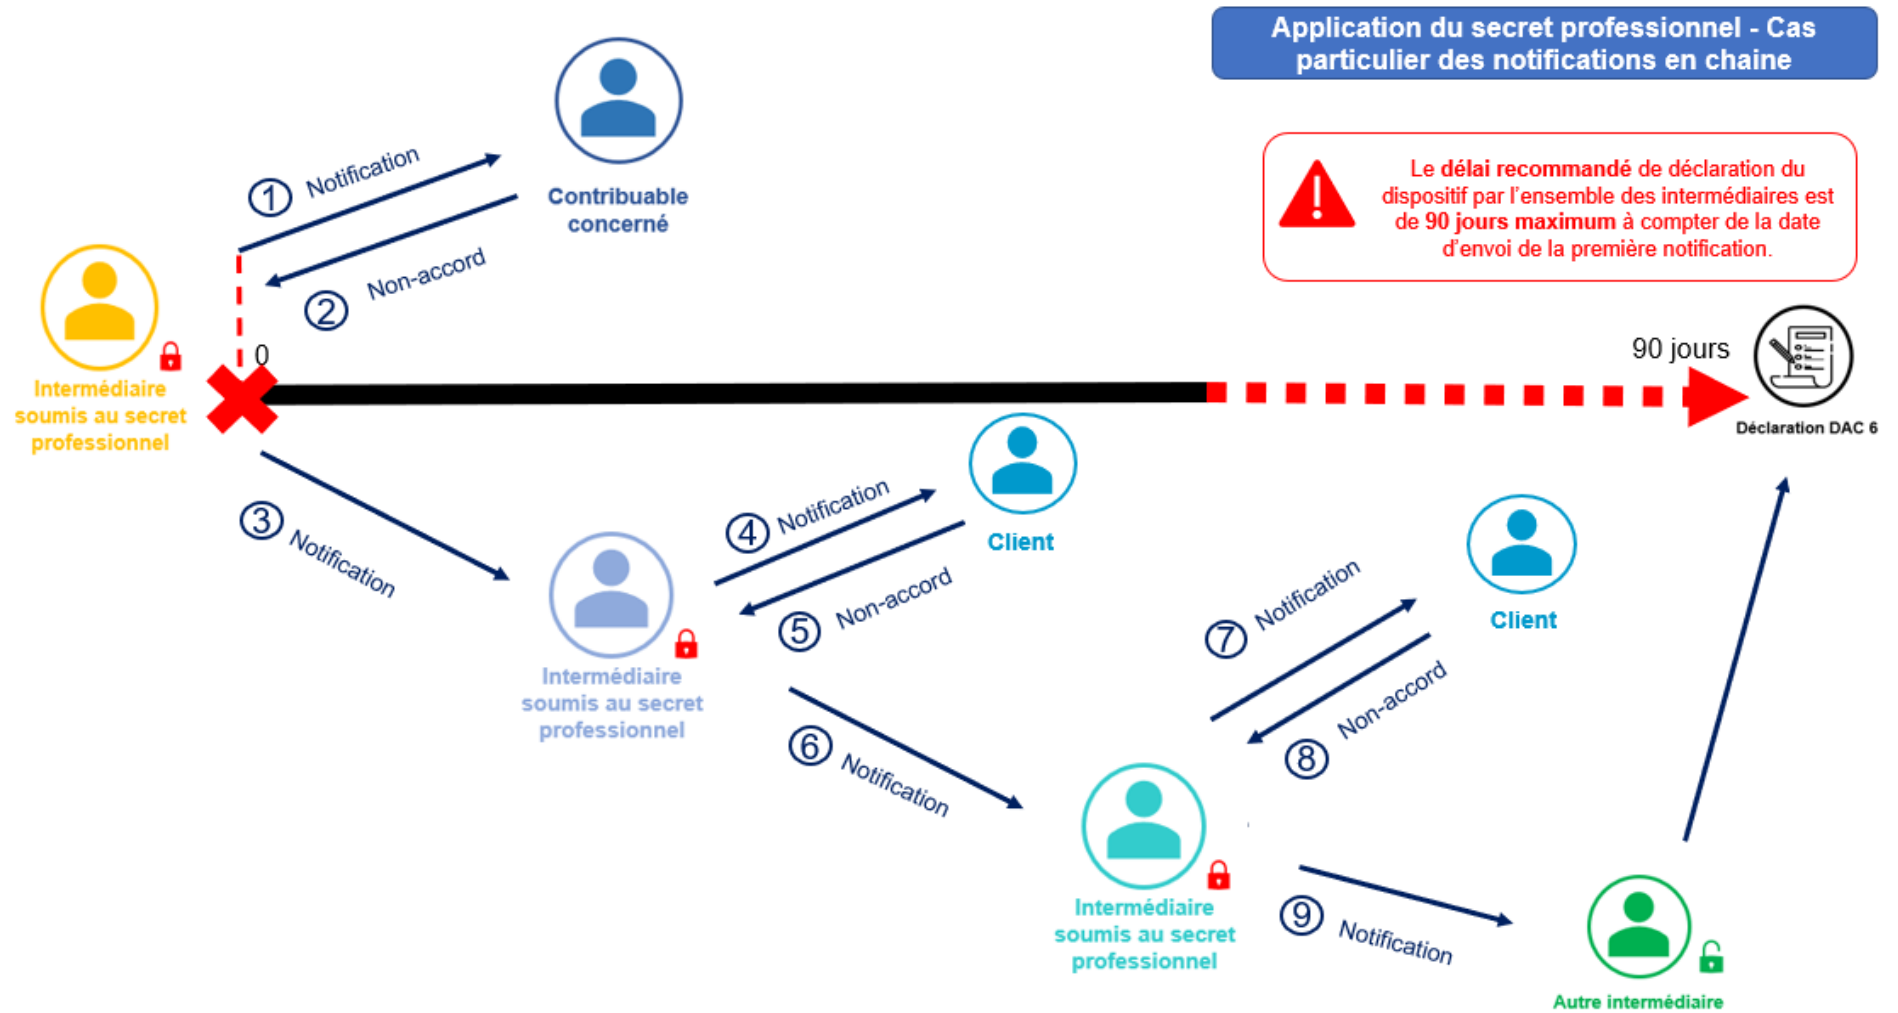 Application du secret professionnel - Cas
particulier des notifications en chaine
Le délai recommandé de déclaration du
dispositif par l'ensemble des intermédiaires est
de 90 jours maximum à compter de la date
d'envoi de la première notification.
1 Notification
Contribuable
concerné
2 Non-accord
Intermédiaire
soumis au secret
professionnel
0
90 jours
Déclaration DAC 6
3 Notification
4 Notification
Client
5 Non-accord
Intermédiaire
soumis au secret
professionnel
6 Notification
7 Notification
Client
8 Non-accord
Intermédiaire
soumis au secret
professionnel
9 Notification
Autre intermédiaire